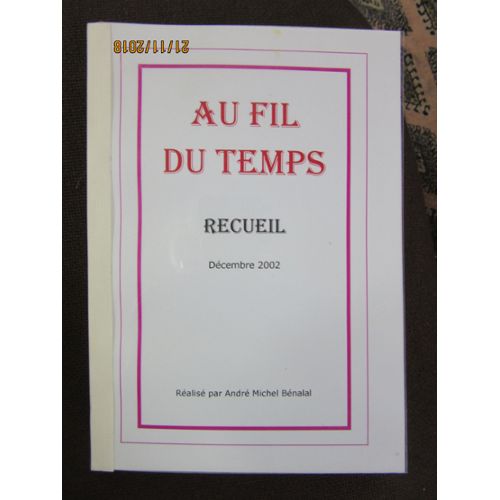 21/11/2018
AU FIL
DU TEMPS
RECUEIL
Décembre 2002
Réalisé par André Michel Bénalal